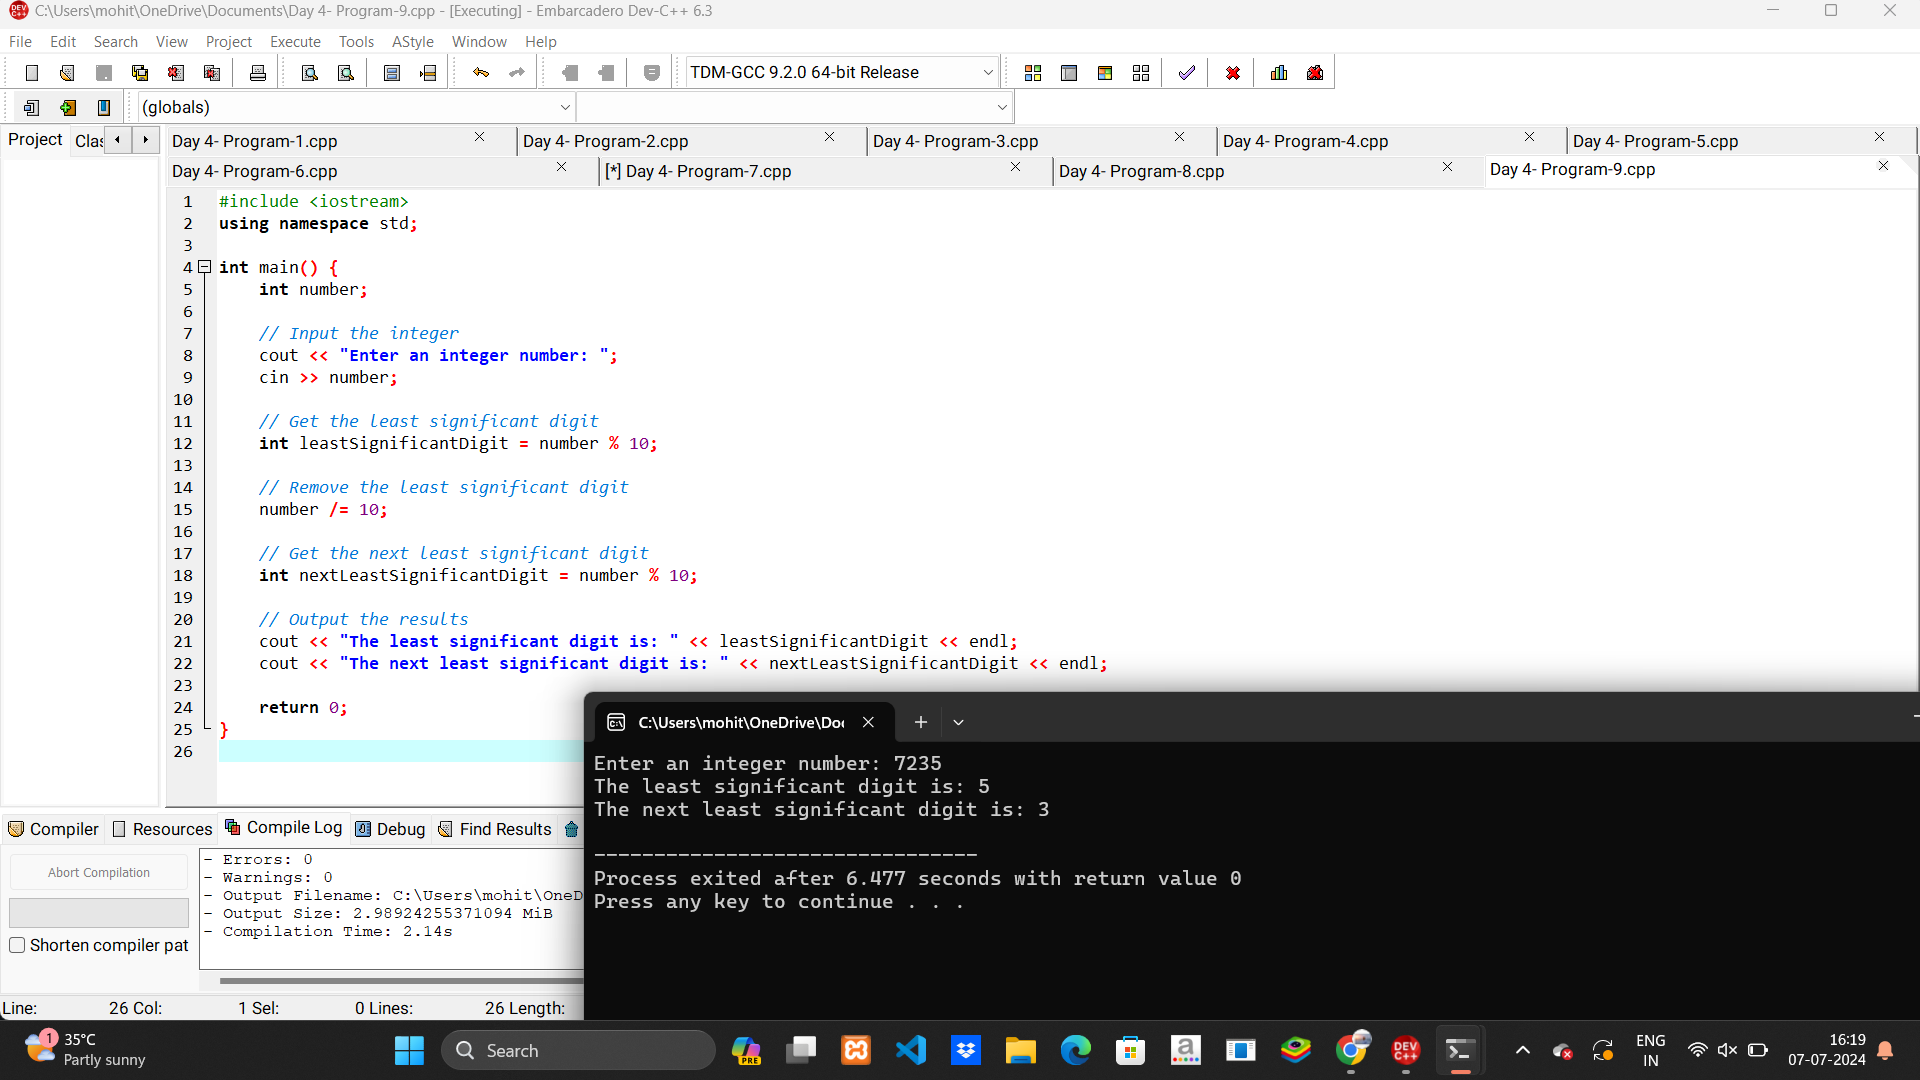 C:\Users\mohit\OneDrive\Documents\Day 4- Program-9.cpp - [Executing] - Embarcadero Dev-C++ 6.3
File Edit Search View Project Execute Tools AStyle Window Help
TDM-GCC 9.2.0 64-bit Release
(globals)
Project Clas
Day 4- Program-1.cpp Day 4- Program-2.cpp Day 4- Program-3.cpp Day 4- Program-4.cpp Day 4- Program-5.cpp
Day 4- Program-6.cpp [*] Day 4- Program-7.cpp Day 4- Program-8.cpp Day 4- Program-9.cpp
1 #include <iostream>
2 using namespace std;
3
4 int main() {
5 int number;
6
7 // Input the integer
8 cout << "Enter an integer number: ";
9 cin >> number;
10
11 // Get the least significant digit
12 int leastSignificantDigit = number % 10;
13
14 // Remove the least significant digit
15 number /= 10;
16
17 // Get the next least significant digit
18 int nextLeastSignificantDigit = number % 10;
19
20 // Output the results
21 cout << "The least significant digit is: " << leastSignificantDigit << endl;
22 cout << "The next least significant digit is: " << nextLeastSignificantDigit << endl;
23
24 return 0;
25 }
26
C:\Users\mohit\OneDrive\Doc
Enter an integer number: 7235
The least significant digit is: 5
The next least significant digit is: 3
--------------------------------
Process exited after 6.477 seconds with return value 0
Press any key to continue . . .
Compiler Resources Compile Log Debug Find Results
Abort Compilation
Shorten compiler pat
- Errors: 0
- Warnings: 0
- Output Filename: C:\Users\mohit\OneD
- Output Size: 2.98924255371094 MiB
- Compilation Time: 2.14s
Line: 26 Col: 1 Sel: 0 Lines: 26 Length:
1
35°C
Partly sunny
Search
PRE
DEV
C++
ENG
IN
16:19
07-07-2024